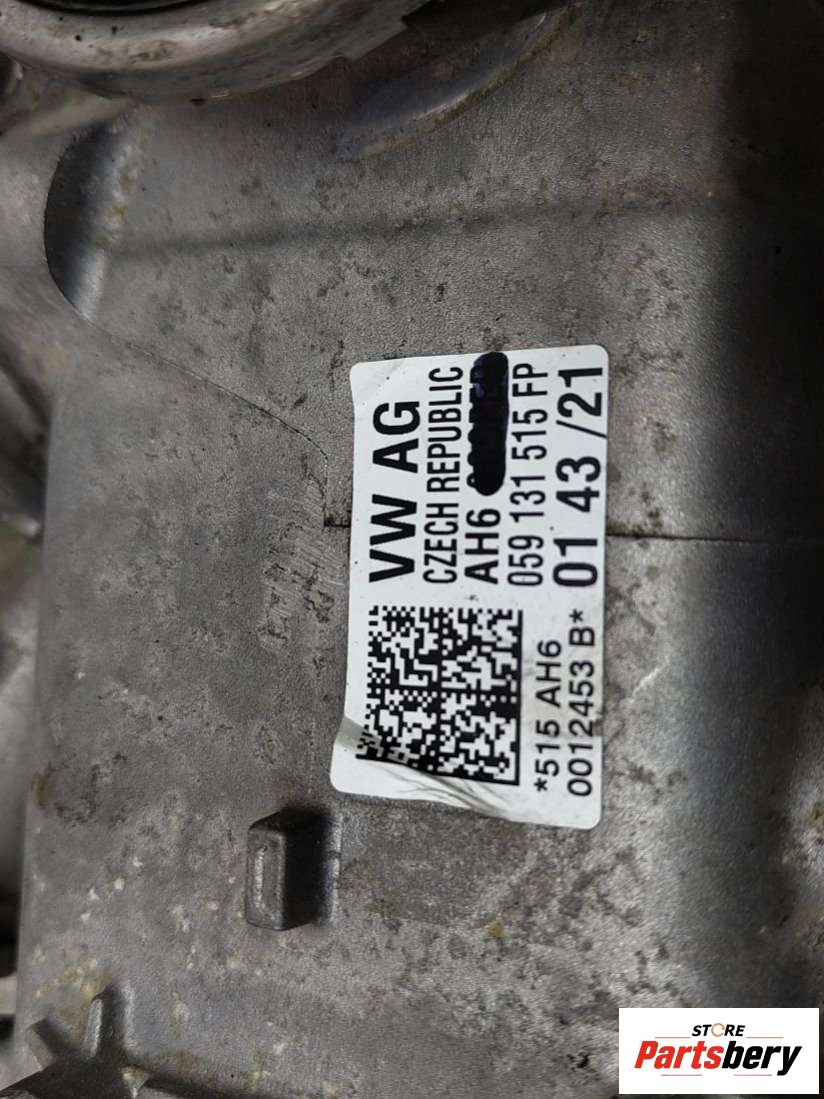 VW AG
CZECH REPUBLIC
AH6
059 131 515 FP
01 43 /21
*515 AH6
0012453 B*
STORE
Partsbery